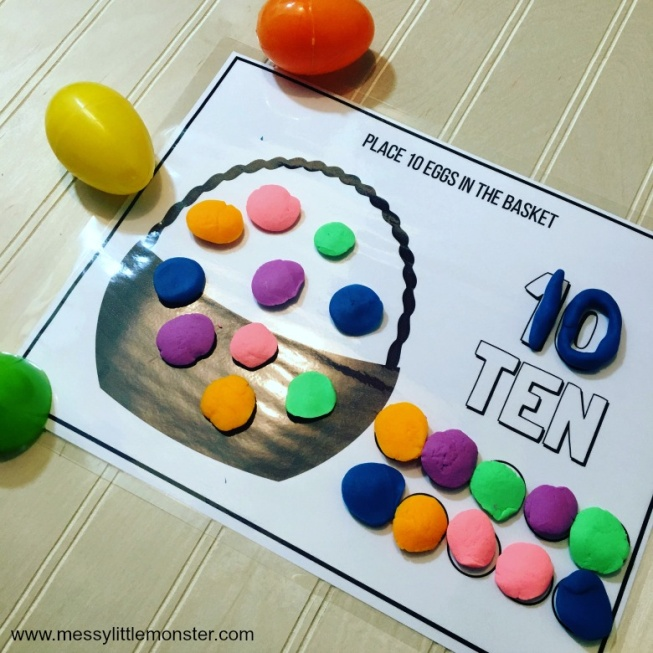 PLACE 10 EGGS IN THE BASKET
10
TEN
www.messylittlemonster.com